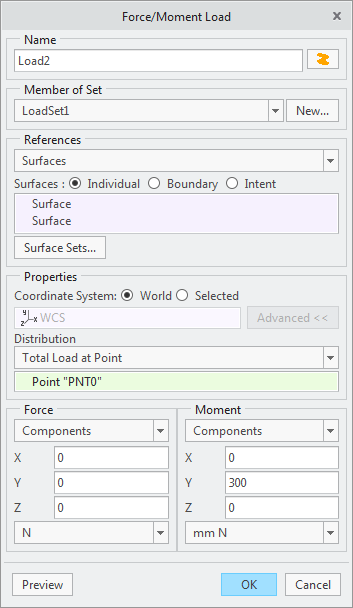 Force/Moment Load x
Name
Load2
Member of Set
LoadSet1 New...
References
Surfaces
Surfaces : Individual Boundary Intent
Surface
Surface
Surface Sets...
Properties
Coordinate System: World Selected
y z x WCS Advanced <<
Distribution
Total Load at Point
Point "PNT0"
Force Moment
Components Components
X 0 X 0
Y 0 Y 300
Z 0 Z 0
N mm N
Preview OK Cancel